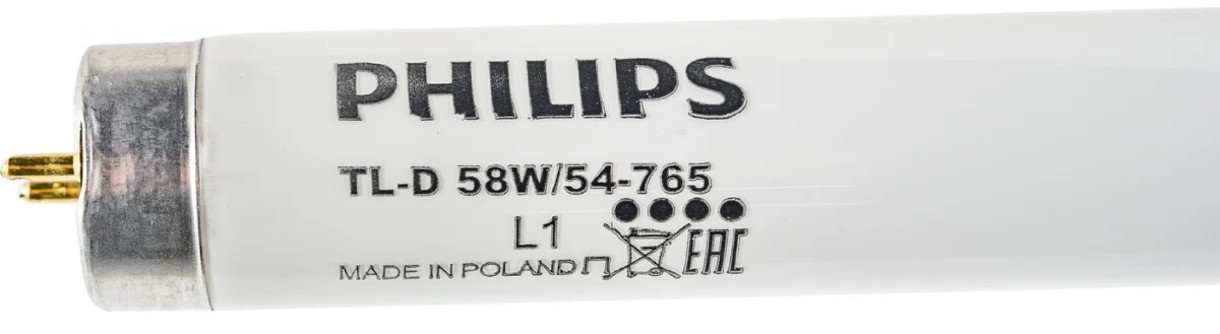 PHILIPS
TL-D 58W/54-765
L1
MADE IN POLAND П EAC